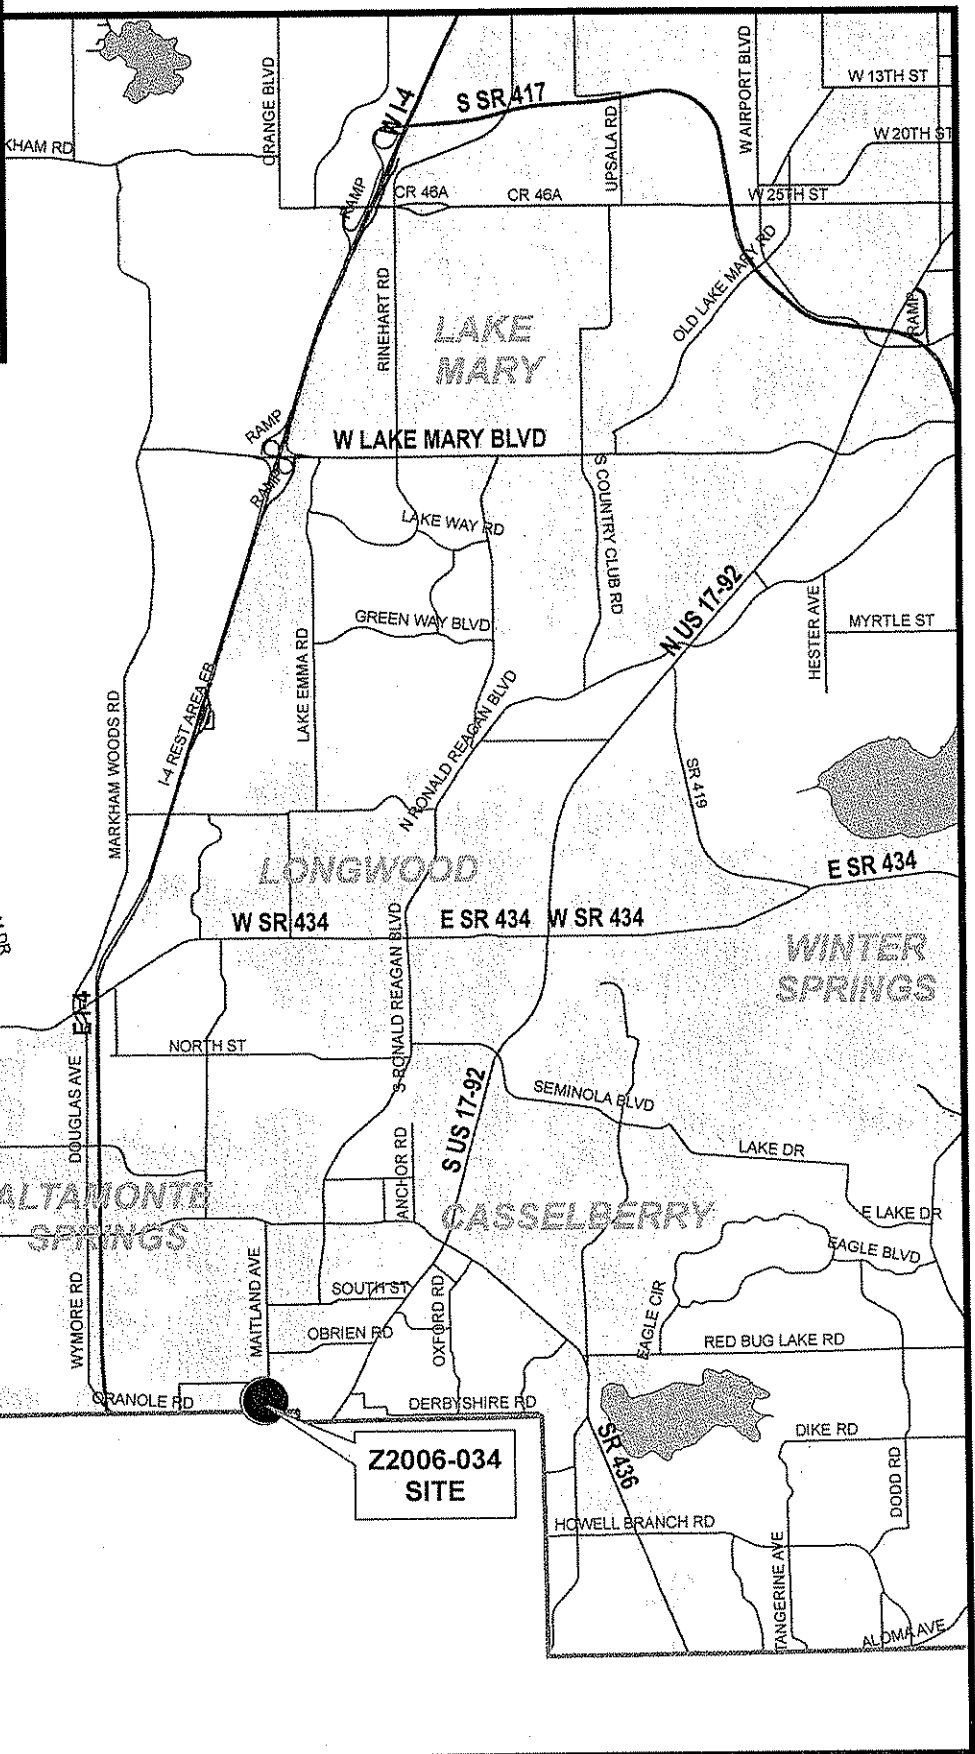 W AIRPORT BLVD
ORANGE BLVD
W 13TH ST
S SR 417
W I-4
UPSALA RD
W 20TH ST
KHAM RD
RAMP
CR 46A
CR 46A
W 25TH ST
OLD LAKE MARY RD
RINEHART RD
RAMP
LAKE
MARY
RAMP
W LAKE MARY BLVD
RAMP
S COUNTRY CLUB RD
LAKE WAY RD
N US 17-92
GREEN WAY BLVD
HESTER AVE
MYRTLE ST
LAKE EMMA RD
I-4 REST AREA EB
MARKHAM WOODS RD
N RONALD REAGAN BLVD
SR 419
LONGWOOD
E SR 434
W SR 434
E SR 434
W SR 434
S RONALD REAGAN BLVD
WINTER
SPRINGS
E I-4
NORTH ST
DOUGLAS AVE
S US 17-92
SEMINOLA BLVD
ANCHOR RD
LAKE DR
ALTAMONTE
SPRINGS
CASSELBERRY
E LAKE DR
EAGLE BLVD
MAITLAND AVE
WYMORE RD
SOUTH ST
OXFORD RD
EAGLE CIR
OBRIEN RD
RED BUG LAKE RD
ORANOLE RD
DERBYSHIRE RD
DIKE RD
Z2006-034
SITE
SR 436
DODD RD
HOWELL BRANCH RD
TANGERINE AVE
ALOMA AVE